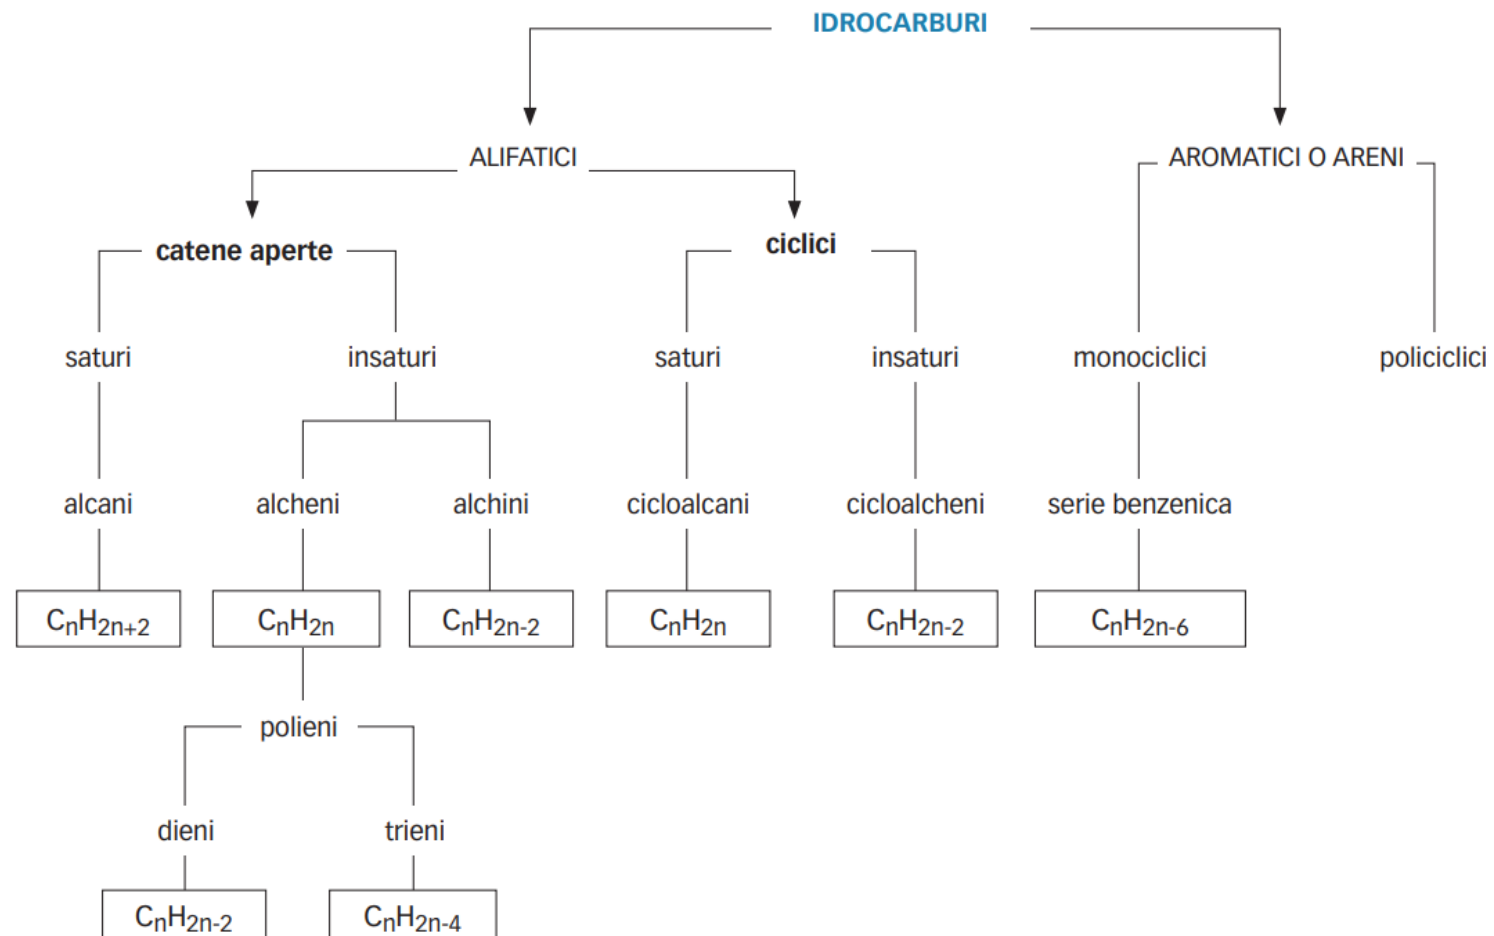 IDROCARBURI
ALIFATICI
AROMATICI O ARENI
catene aperte
ciclici
saturi
insaturi
saturi
insaturi
monociclici
policiclici
alcani
alcheni
alchini
cicloalcani
cicloalcheni
serie benzenica
CnH2n+2
CnH2n
CnH2n-2
CnH2n
CnH2n-2
CnH2n-6
polieni
dieni
trieni
CnH2n-2
CnH2n-4